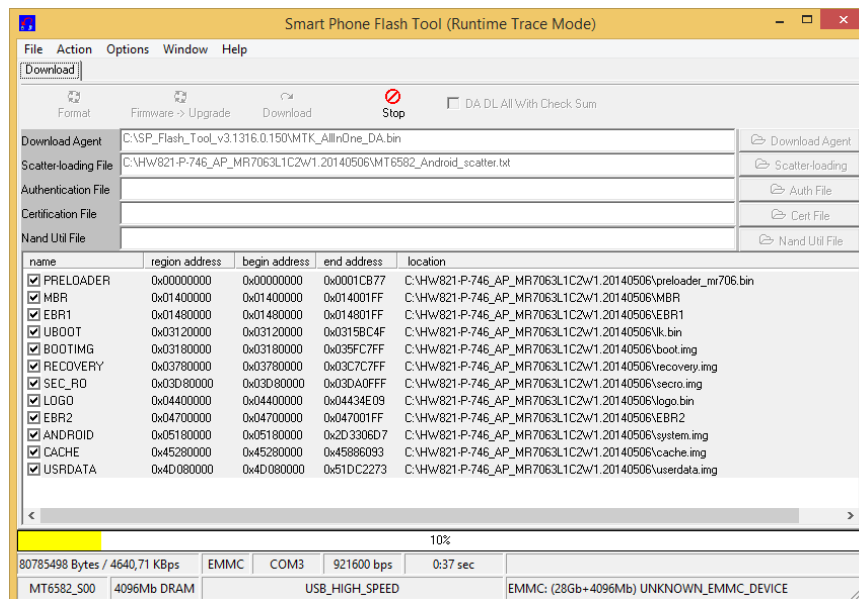 Smart Phone Flash Tool (Runtime Trace Mode)
File Action Options Window Help
Download
Format Firmware -> Upgrade Download Stop DA DL All With Check Sum
Download Agent C:\SP_Flash_Tool_v3.1316.0.150\MTK_AllInOne_DA.bin Download Agent
Scatter-loading File C:\HW821-P-746_AP_MR7063L1C2W1.20140506\MT6582_Android_scatter.txt Scatter-loading
Authentication File Auth File
Certification File Cert File
Nand Util File Nand Util File
name region address begin address end address location
PRELOADER 0x00000000 0x00000000 0x0001CB77 C:\HW821-P-746_AP_MR7063L1C2W1.20140506\preloader_mr706.bin
MBR 0x01400000 0x01400000 0x014001FF C:\HW821-P-746_AP_MR7063L1C2W1.20140506\MBR
EBR1 0x01480000 0x01480000 0x014801FF C:\HW821-P-746_AP_MR7063L1C2W1.20140506\EBR1
UBOOT 0x03120000 0x03120000 0x0315BC4F C:\HW821-P-746_AP_MR7063L1C2W1.20140506\lk.bin
BOOTIMG 0x03180000 0x03180000 0x035FC7FF C:\HW821-P-746_AP_MR7063L1C2W1.20140506\boot.img
RECOVERY 0x03780000 0x03780000 0x03C7C7FF C:\HW821-P-746_AP_MR7063L1C2W1.20140506\recovery.img
SEC_RO 0x03D80000 0x03D80000 0x03DA0FFF C:\HW821-P-746_AP_MR7063L1C2W1.20140506\secro.img
LOGO 0x04400000 0x04400000 0x04434E09 C:\HW821-P-746_AP_MR7063L1C2W1.20140506\logo.bin
EBR2 0x04700000 0x04700000 0x047001FF C:\HW821-P-746_AP_MR7063L1C2W1.20140506\EBR2
ANDROID 0x05180000 0x05180000 0x2D3306D7 C:\HW821-P-746_AP_MR7063L1C2W1.20140506\system.img
CACHE 0x45280000 0x45280000 0x45886093 C:\HW821-P-746_AP_MR7063L1C2W1.20140506\cache.img
USRDATA 0x4D080000 0x4D080000 0x51DC2273 C:\HW821-P-746_AP_MR7063L1C2W1.20140506\userdata.img
10%
80785498 Bytes / 4640,71 KBps EMMC COM3 921600 bps 0:37 sec
MT6582_S00 4096Mb DRAM USB_HIGH_SPEED EMMC: (28Gb+4096Mb) UNKNOWN_EMMC_DEVICE